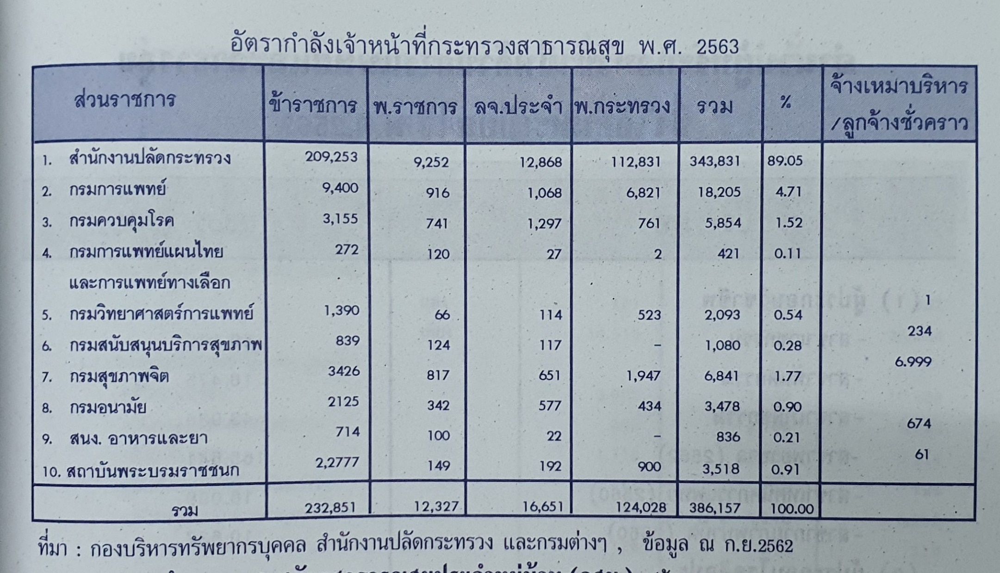 อัตรากำลังเจ้าหน้าที่กระทรวงสาธารณสุข พ.ศ. 2563
ส่วนราชการ ข้าราชการ พ.ราชการ ลจ.ประจำ พ.กระทรวง รวม % จ้างเหมาบริหาร
/ลูกจ้างชั่วคราว
1. สำนักงานปลัดกระทรวง 209,253 9,252 12,868 112,831 343,831 89.05
2. กรมการแพทย์ 9,400 916 1,068 6,821 18,205 4.71
3. กรมควบคุมโรค 3,155 741 1,297 761 5,854 1.52
4. กรมการแพทย์แผนไทย 272 120 27 2 421 0.11
และการแพทย์ทางเลือก
1
5. กรมวิทยาศาสตร์การแพทย์ 1,390 66 114 523 2,093 0.54
234
6. กรมสนับสนุนบริการสุขภาพ 839 124 117 – 1,080 0.28
6.999
7. กรมสุขภาพจิต 3426 817 651 1,947 6,841 1.77
8. กรมอนามัย 2125 342 577 434 3,478 0.90
674
9. สนง. อาหารและยา 714 100 22 – 836 0.21
61
10. สถาบันพระบรมราชชนก 2,2777 149 192 900 3,518 0.91
รวม 232,851 12,327 16,651 124,028 386,157 100.00
ที่มา : กองบริหารทรัพยากรบุคคล สำนักงานปลัดกระทรวง และกรมต่างๆ , ข้อมูล ณ ก.ย.2562